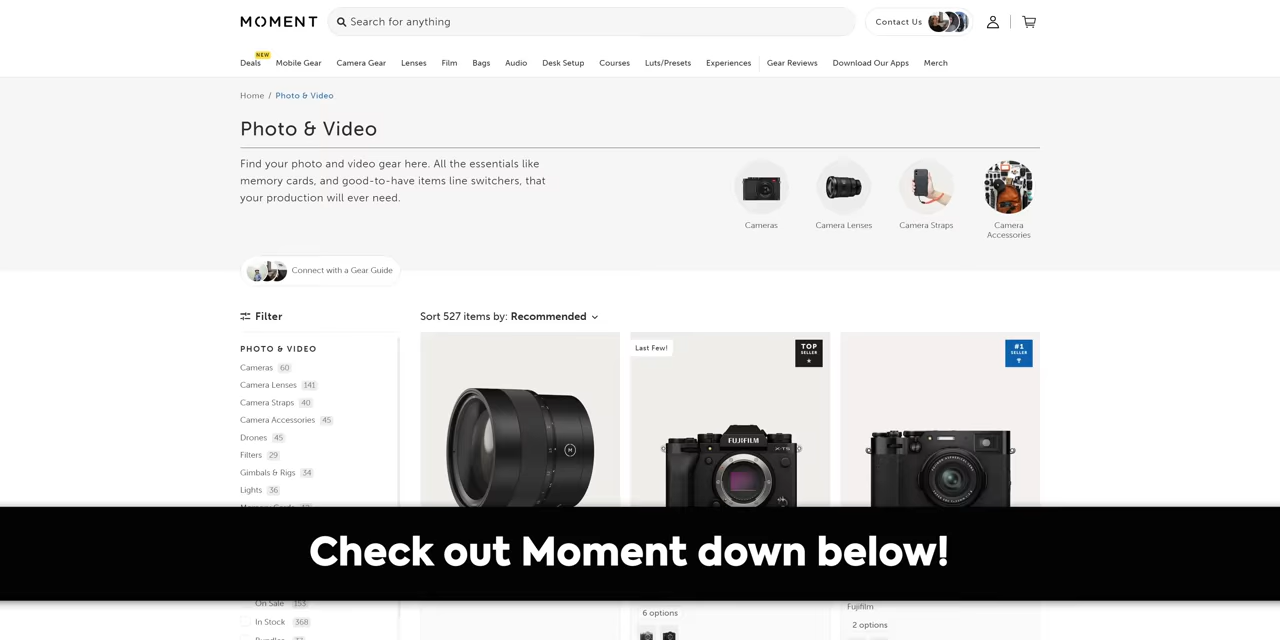 MOMENT
Search for anything
Contact Us
NEW
Deals Mobile Gear Camera Gear Lenses Film Bags Audio Desk Setup Courses Luts/Presets Experiences Gear Reviews Download Our Apps Merch
Home / Photo & Video
Photo & Video
Find your photo and video gear here. All the essentials like
memory cards, and good-to-have items line switchers, that
your production will ever need.
Cameras
Camera Lenses
Camera Straps
Camera
Accessories
Connect with a Gear Guide
Filter
Sort 527 items by: Recommended
PHOTO & VIDEO
Cameras 60
Camera Lenses 141
Camera Straps 40
Camera Accessories 45
Drones 45
Filters 29
Gimbals & Rigs 34
Lights 36
Last Few!
TOP
SELLER
#1
SELLER
M
FUJIFILM
X-T5
Check out Moment down below!
On Sale 153
In Stock 368
6 options
Fujifilm
2 options